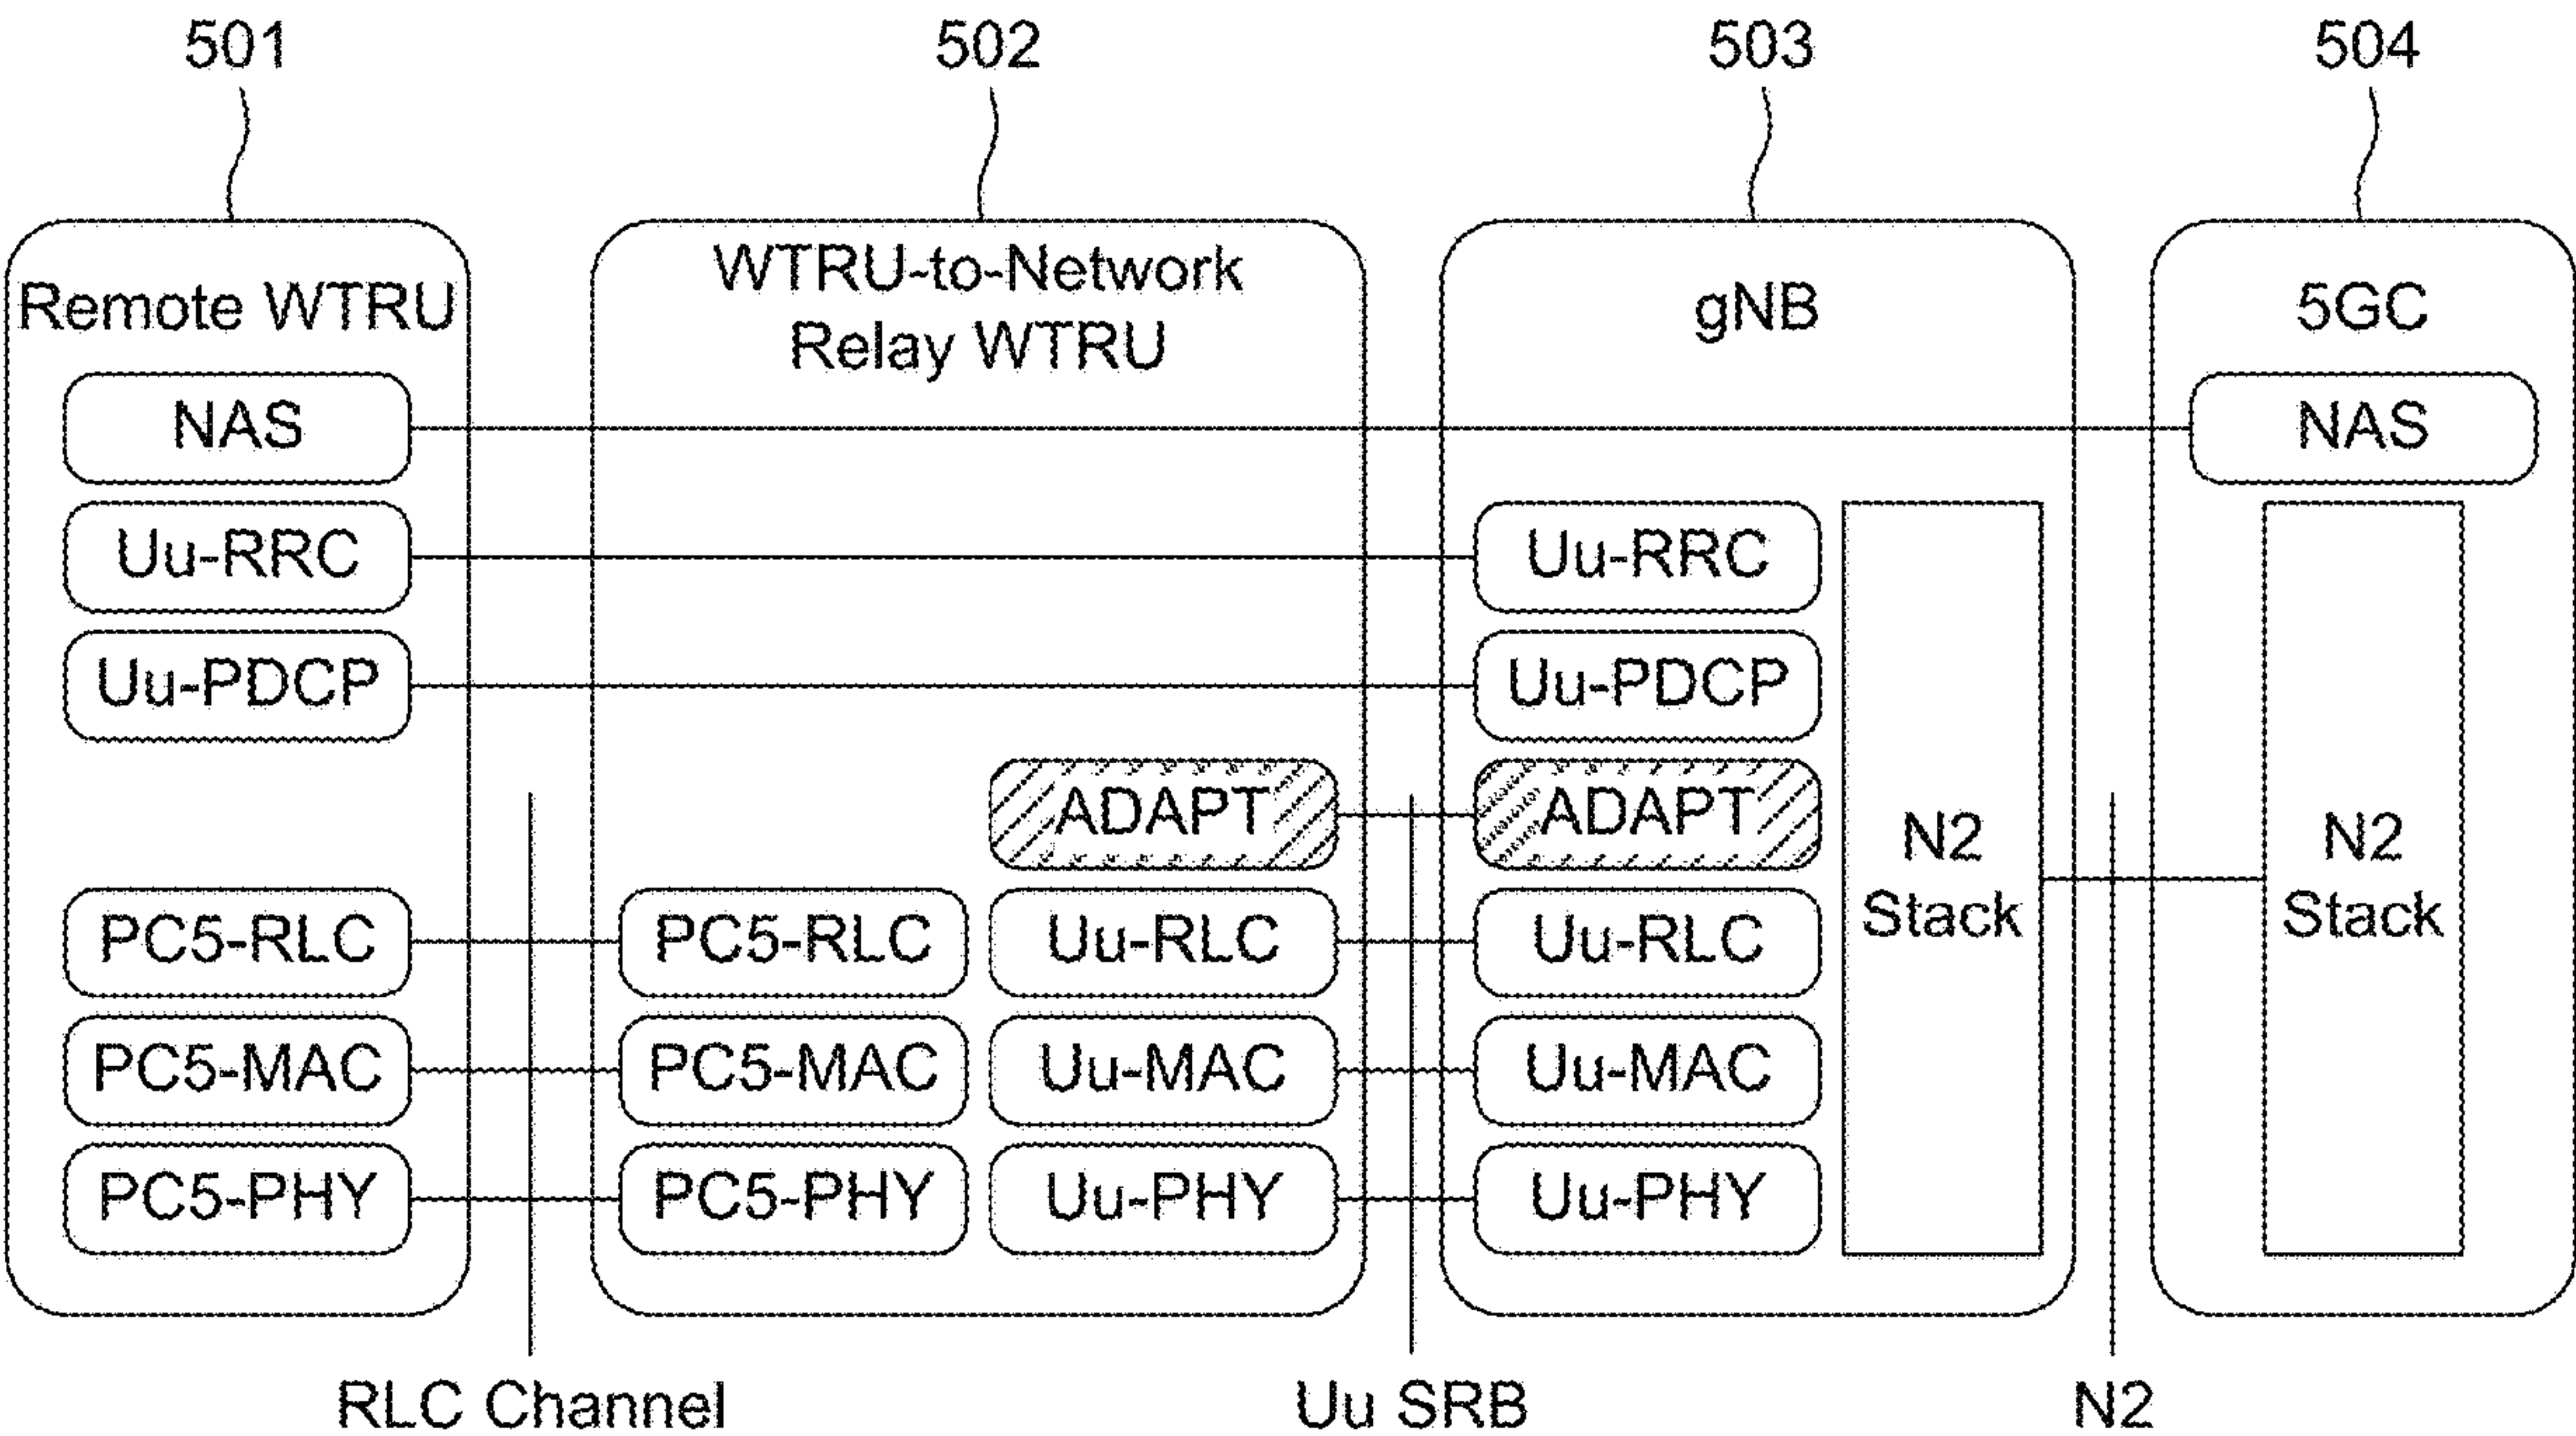 501
502
503
504
Remote WTRU
NAS
Uu-RRC
Uu-PDCP
PC5-RLC
PC5-MAC
PC5-PHY
RLC Channel
WTRU-to-Network
Relay WTRU
PC5-RLC
PC5-MAC
PC5-PHY
ADAPT
Uu-RLC
Uu-MAC
Uu-PHY
Uu SRB
gNB
Uu-RRC
Uu-PDCP
ADAPT
Uu-RLC
Uu-MAC
Uu-PHY
N2
Stack
N2
5GC
NAS
N2
Stack